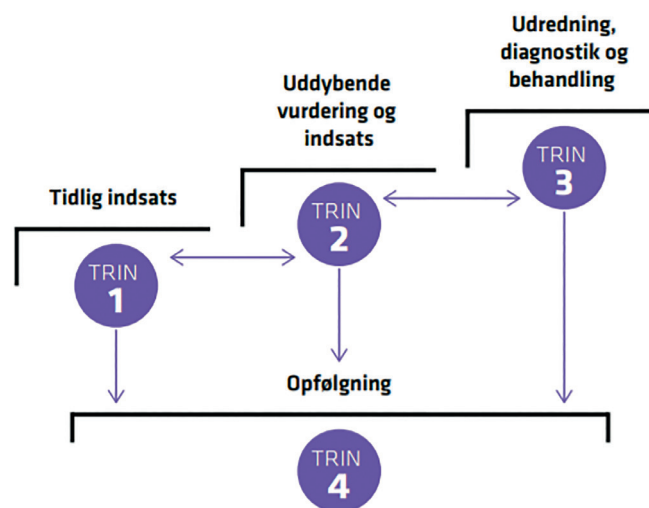 Tidlig indsats
TRIN
1
Uddybende
vurdering og
indsats
TRIN
2
Udredning,
diagnostik og
behandling
TRIN
3
Opfølgning
TRIN
4